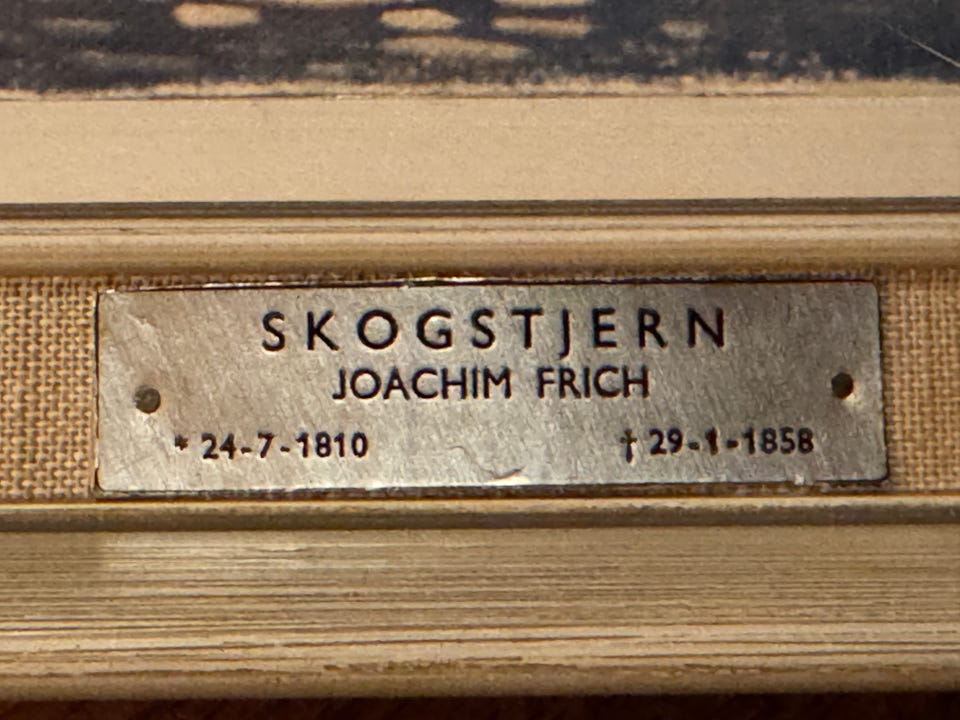 SKOGSTJERN
JOACHIM FRICH
* 24-7-1810 † 29-1-1858